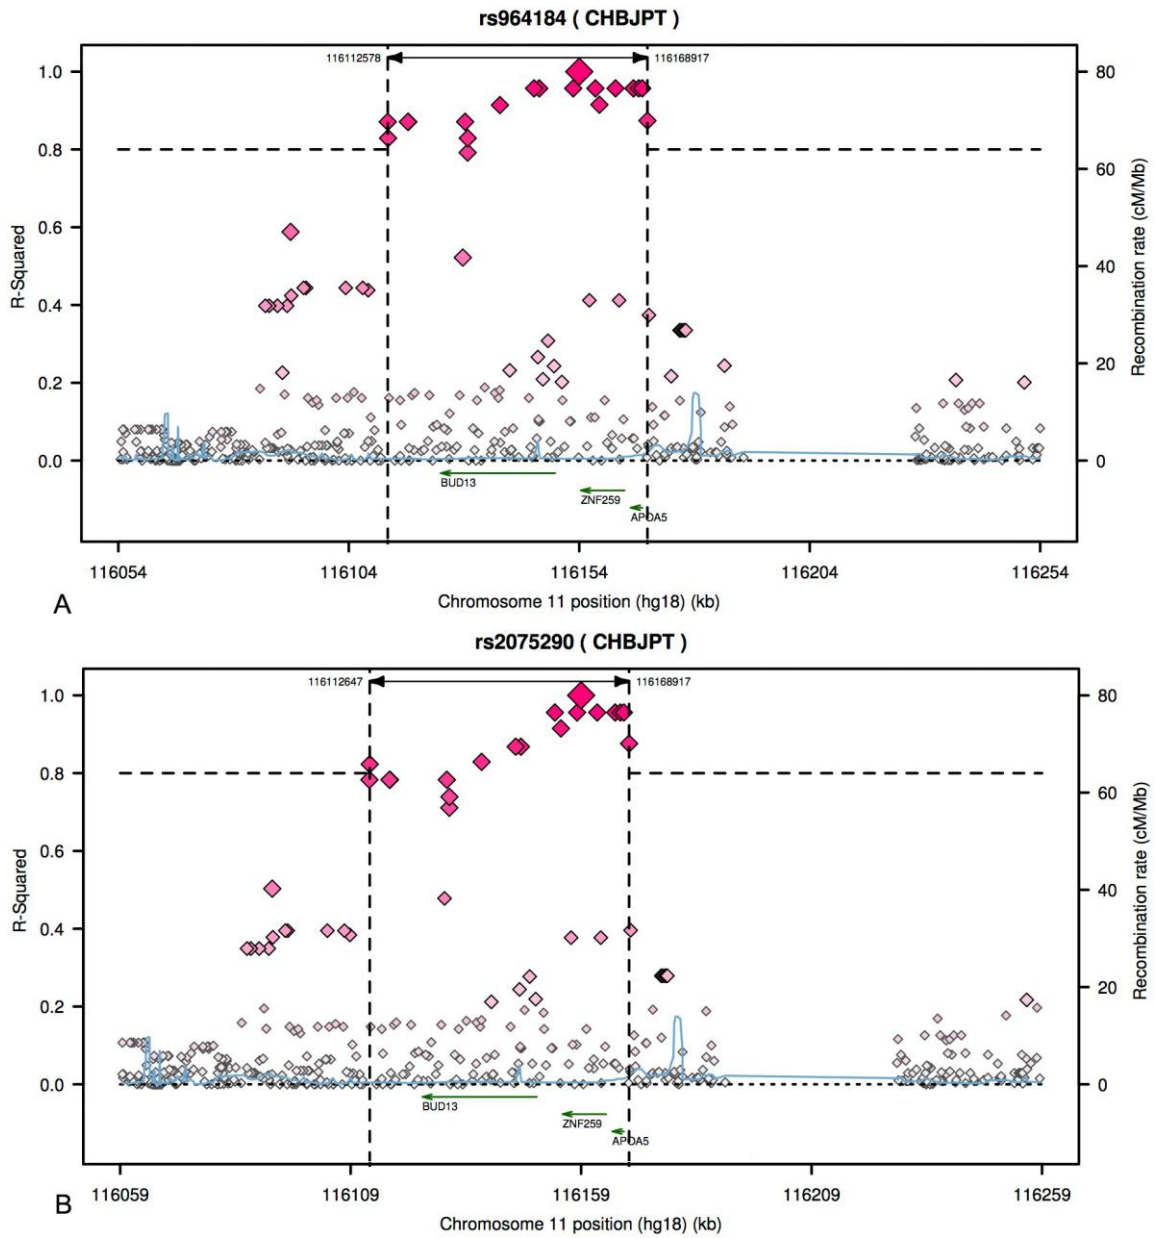 rs964184 ( CHBJPT )
116112578 116168917
1.0 80
0.8
60
0.6
R-Squared
Recombination rate (cM/Mb)
40
0.4
0.2 20
0.0 0
BUD13
ZNF259
APOA5
116054 116104 116154 116204 116254
A Chromosome 11 position (hg18) (kb)
rs2075290 ( CHBJPT )
116112647 116168917
1.0 80
0.8
60
0.6
R-Squared
Recombination rate (cM/Mb)
40
0.4
0.2 20
0.0 0
BUD13
ZNF259
APOA5
116059 116109 116159 116209 116259
B Chromosome 11 position (hg18) (kb)